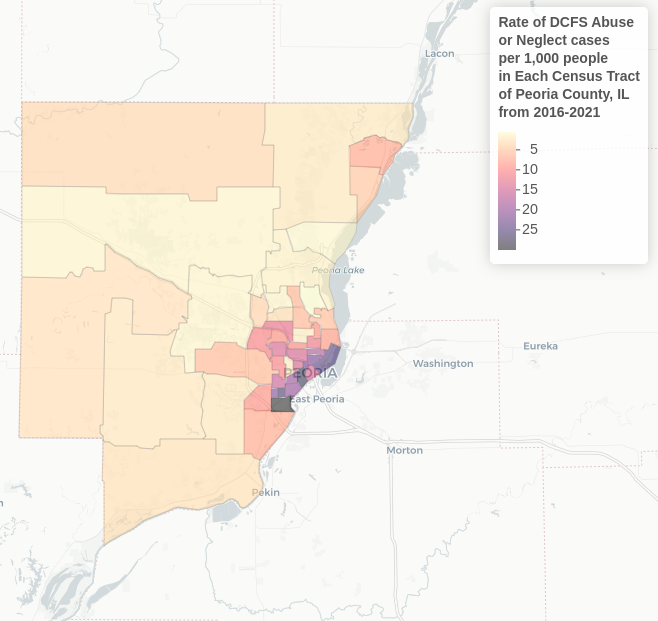 Rate of DCFS Abuse
or Neglect cases
per 1,000 people
in Each Census Tract
of Peoria County, IL
from 2016-2021
5
10
15
20
25
Lacon
Peoria Lake
Eureka
Washington
PEORIA
East Peoria
Morton
Pekin